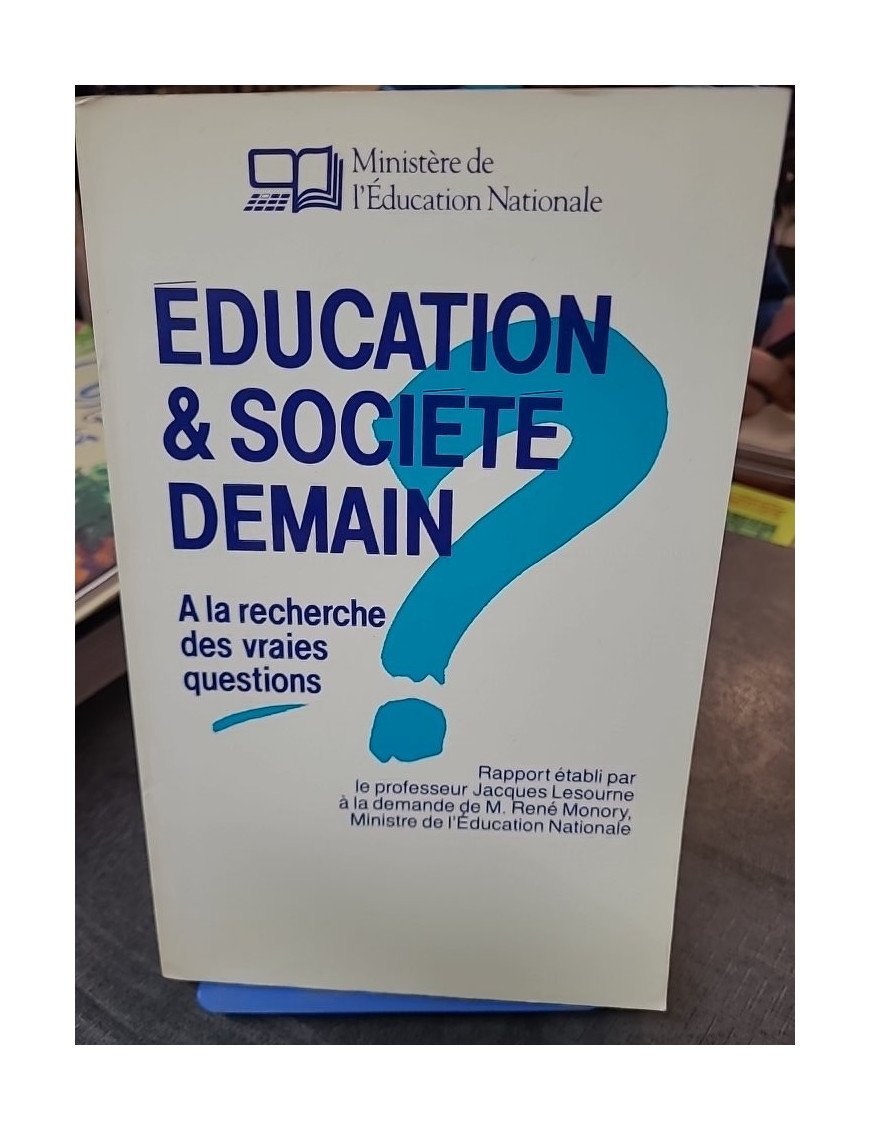 Ministère de
l'Éducation Nationale
ÉDUCATION
& SOCIÉTÉ
DEMAIN
A la recherche
des vraies
questions
?
Rapport établi par
le professeur Jacques Lesourne
à la demande de M. René Monory,
Ministre de l'Éducation Nationale